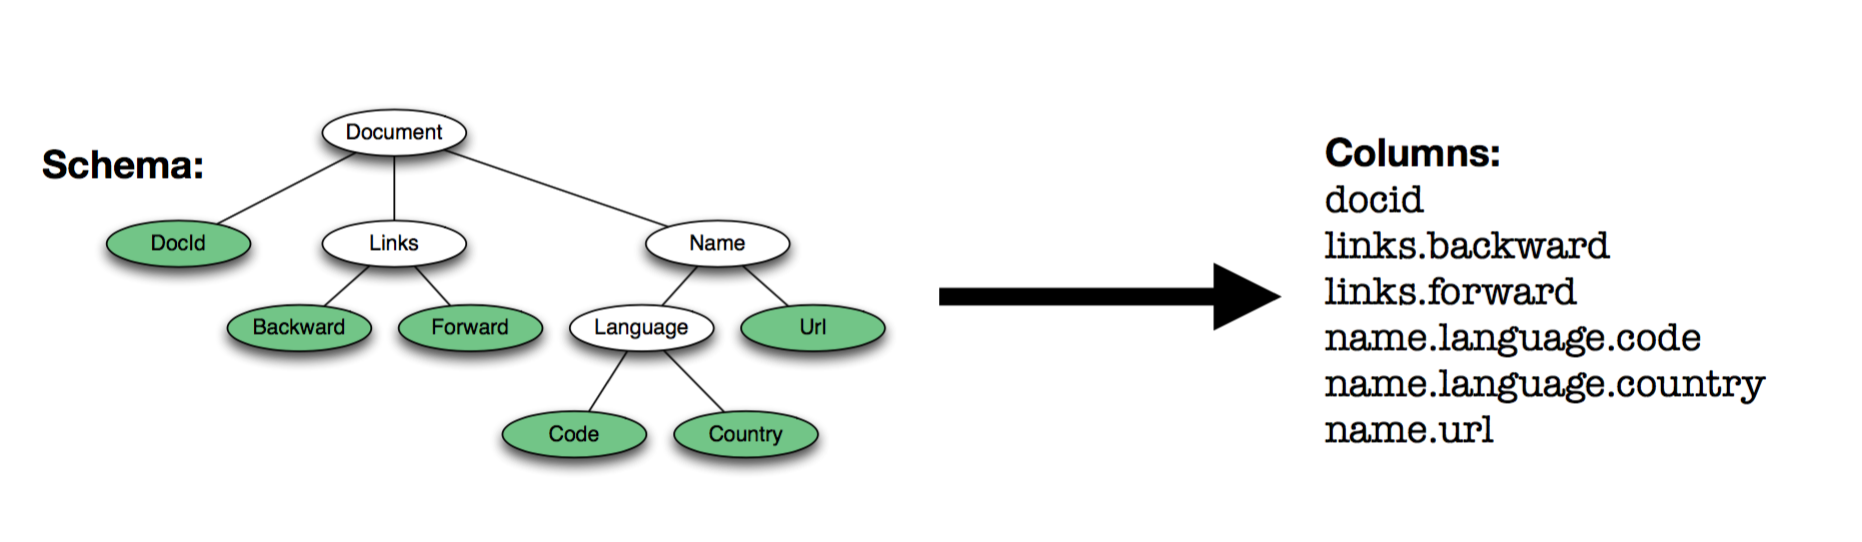 Schema:
Document
DocId
Links
Name
Backward
Forward
Language
Url
Code
Country
Columns:
docid
links.backward
links.forward
name.language.code
name.language.country
name.url